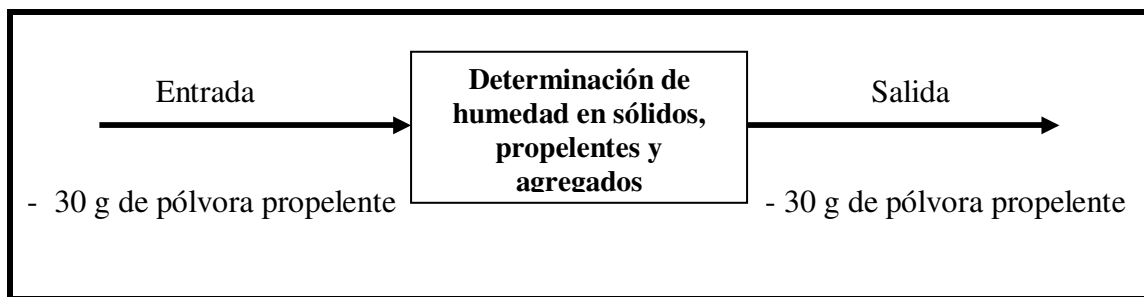 Entrada
Determinación de
humedad en sólidos,
propelentes y
agregados
Salida
- 30 g de pólvora propelente
- 30 g de pólvora propelente